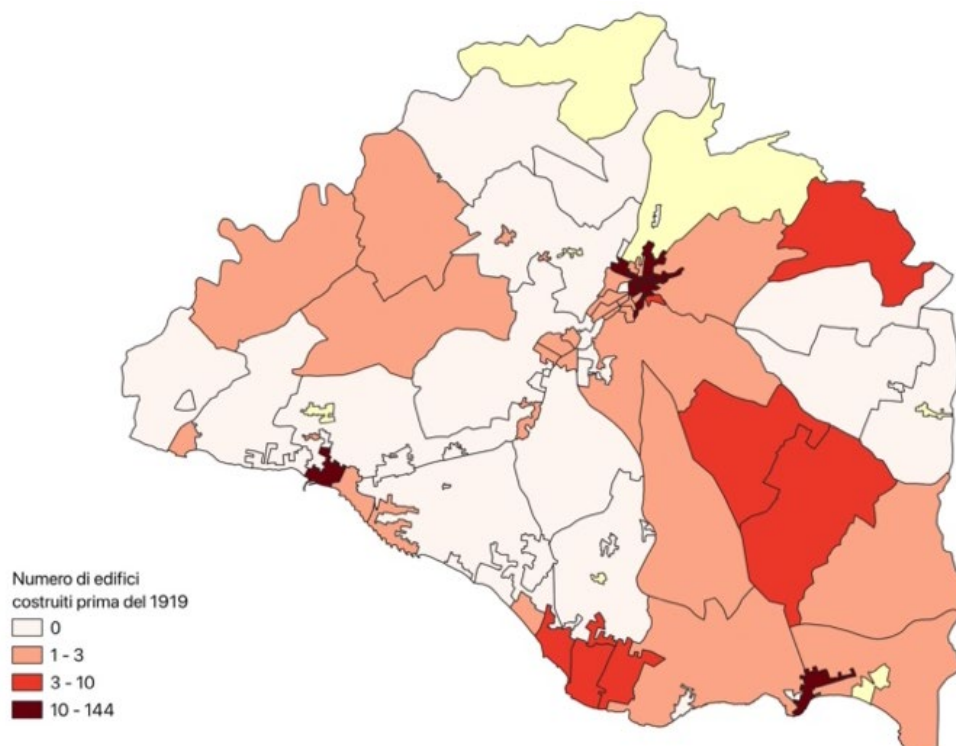 Numero di edifici
costruiti prima del 1919
0
1 - 3
3 - 10
10 - 144